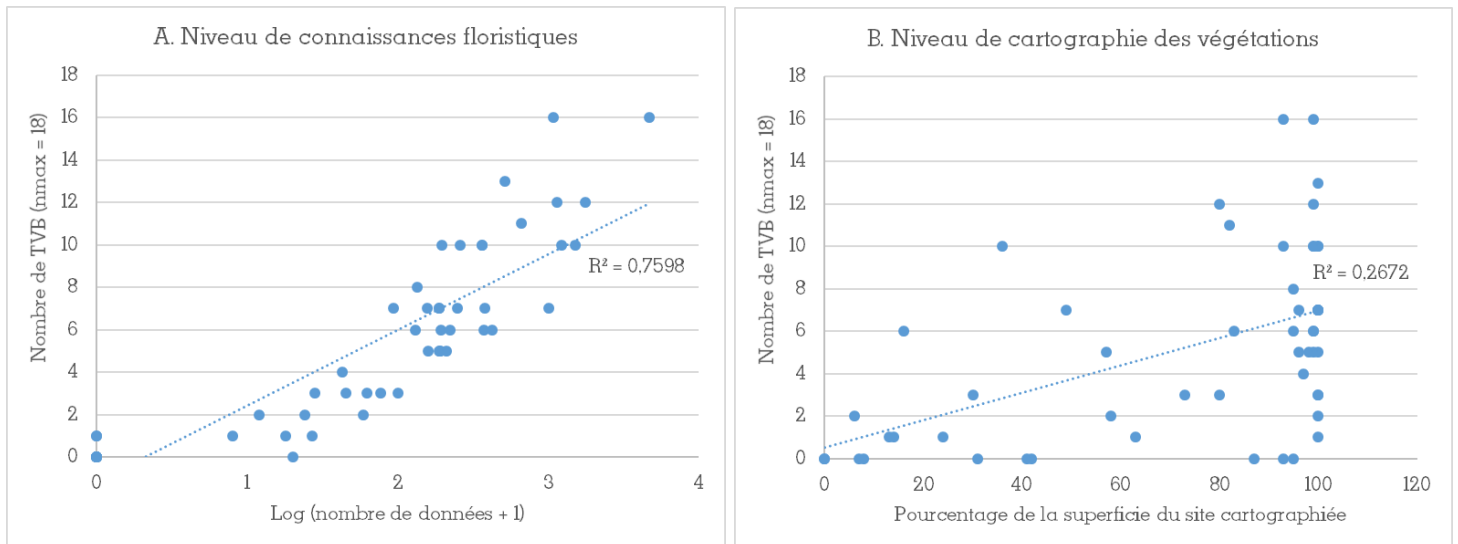 A. Niveau de connaissances floristiques
Nombre de TVB (nmax = 18)
18
16
14
12
10
8
6
4
2
0
R² = 0,7598
0 1 2 3 4
Log (nombre de données + 1)
B. Niveau de cartographie des végétations
Nombre de TVB (nmax = 18)
18
16
14
12
10
8
6
4
2
0
R² = 0,2672
0 20 40 60 80 100 120
Pourcentage de la superficie du site cartographiée